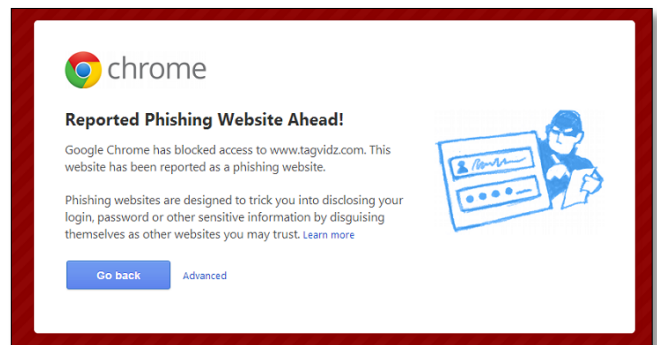 chrome
Reported Phishing Website Ahead!
Google Chrome has blocked access to www.tagvidz.com. This
website has been reported as a phishing website.
Phishing websites are designed to trick you into disclosing your
login, password or other sensitive information by disguising
themselves as other websites you may trust. Learn more
Go back Advanced